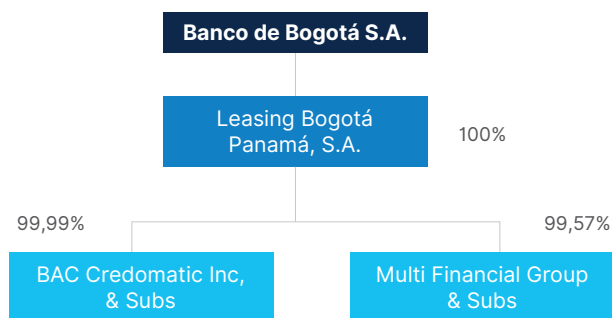 Banco de Bogotá S.A.
Leasing Bogotá
Panamá, S.A.
100%
99,99%
99,57%
BAC Credomatic Inc,
& Subs
Multi Financial Group
& Subs